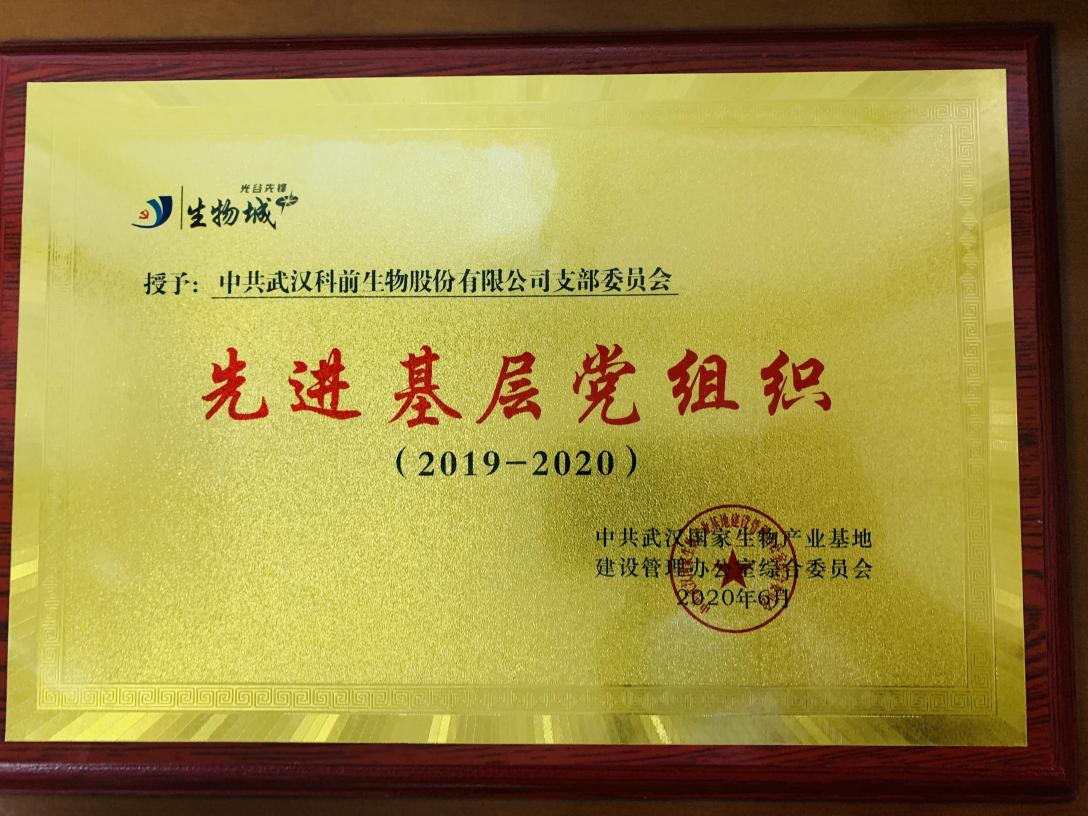 光谷先锋
生物城
授予：中共武汉科前生物股份有限公司支部委员会
先进基层党组织
（2019-2020）
中共武汉国家生物产业基地
建设管理办公室综合委员会
2020年6月